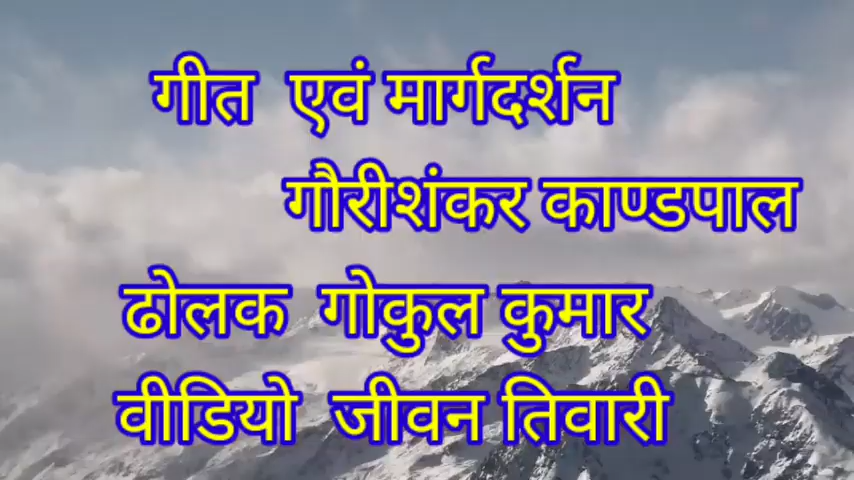 गीत एवं मार्गदर्शन
गौरीशंकर काण्डपाल
ढोलक गोकुल कुमार
वीडियो जीवन तिवारी